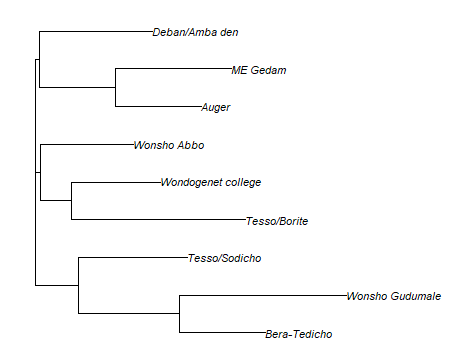 Deban/Amba den
ME Gedam
Auger
Wonsho Abbo
Wondogenet college
Tesso/Borite
Tesso/Sodicho
Wonsho Gudumale
Bera-Tedicho